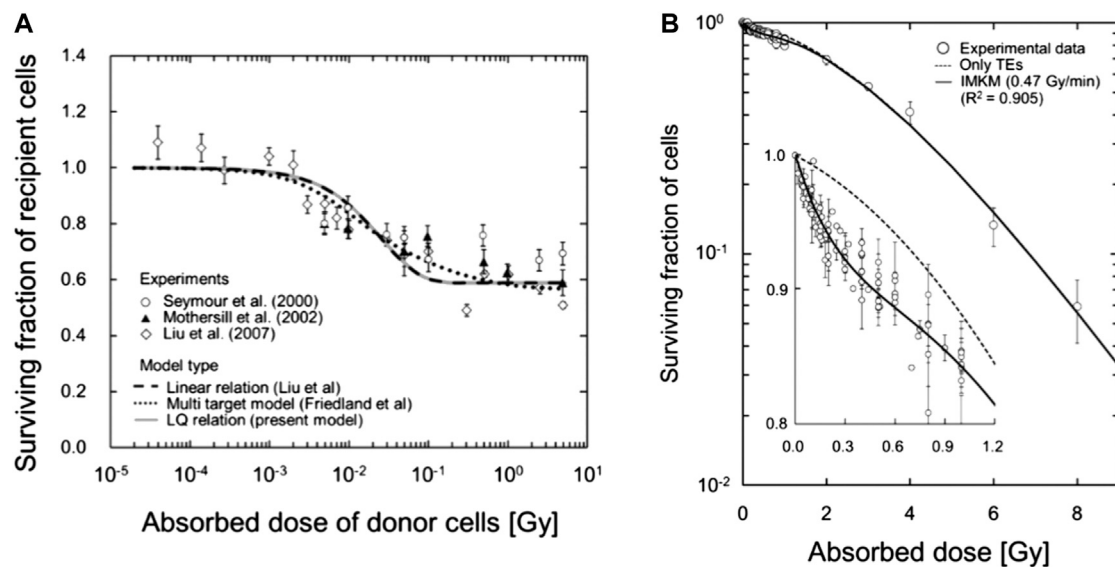 A
Surviving fraction of recipient cells
1.4
1.2
1.0
0.8
0.6
0.4
0.2
0.0
Experiments
Seymour et al. (2000)
Mothersill et al. (2002)
Liu et al. (2007)
Model type
Linear relation (Liu et al)
Multi target model (Friedland et al)
LQ relation (present model)
10⁻⁵ 10⁻⁴ 10⁻³ 10⁻² 10⁻¹ 10⁰ 10¹
Absorbed dose of donor cells [Gy]
B
Surviving fraction of cells
10⁰
10⁻¹
10⁻²
Experimental data
Only TEs
IMKM (0.47 Gy/min)
(R² = 0.905)
1.0
0.9
0.8
0.0 0.3 0.6 0.9 1.2
0 2 4 6 8
Absorbed dose [Gy]